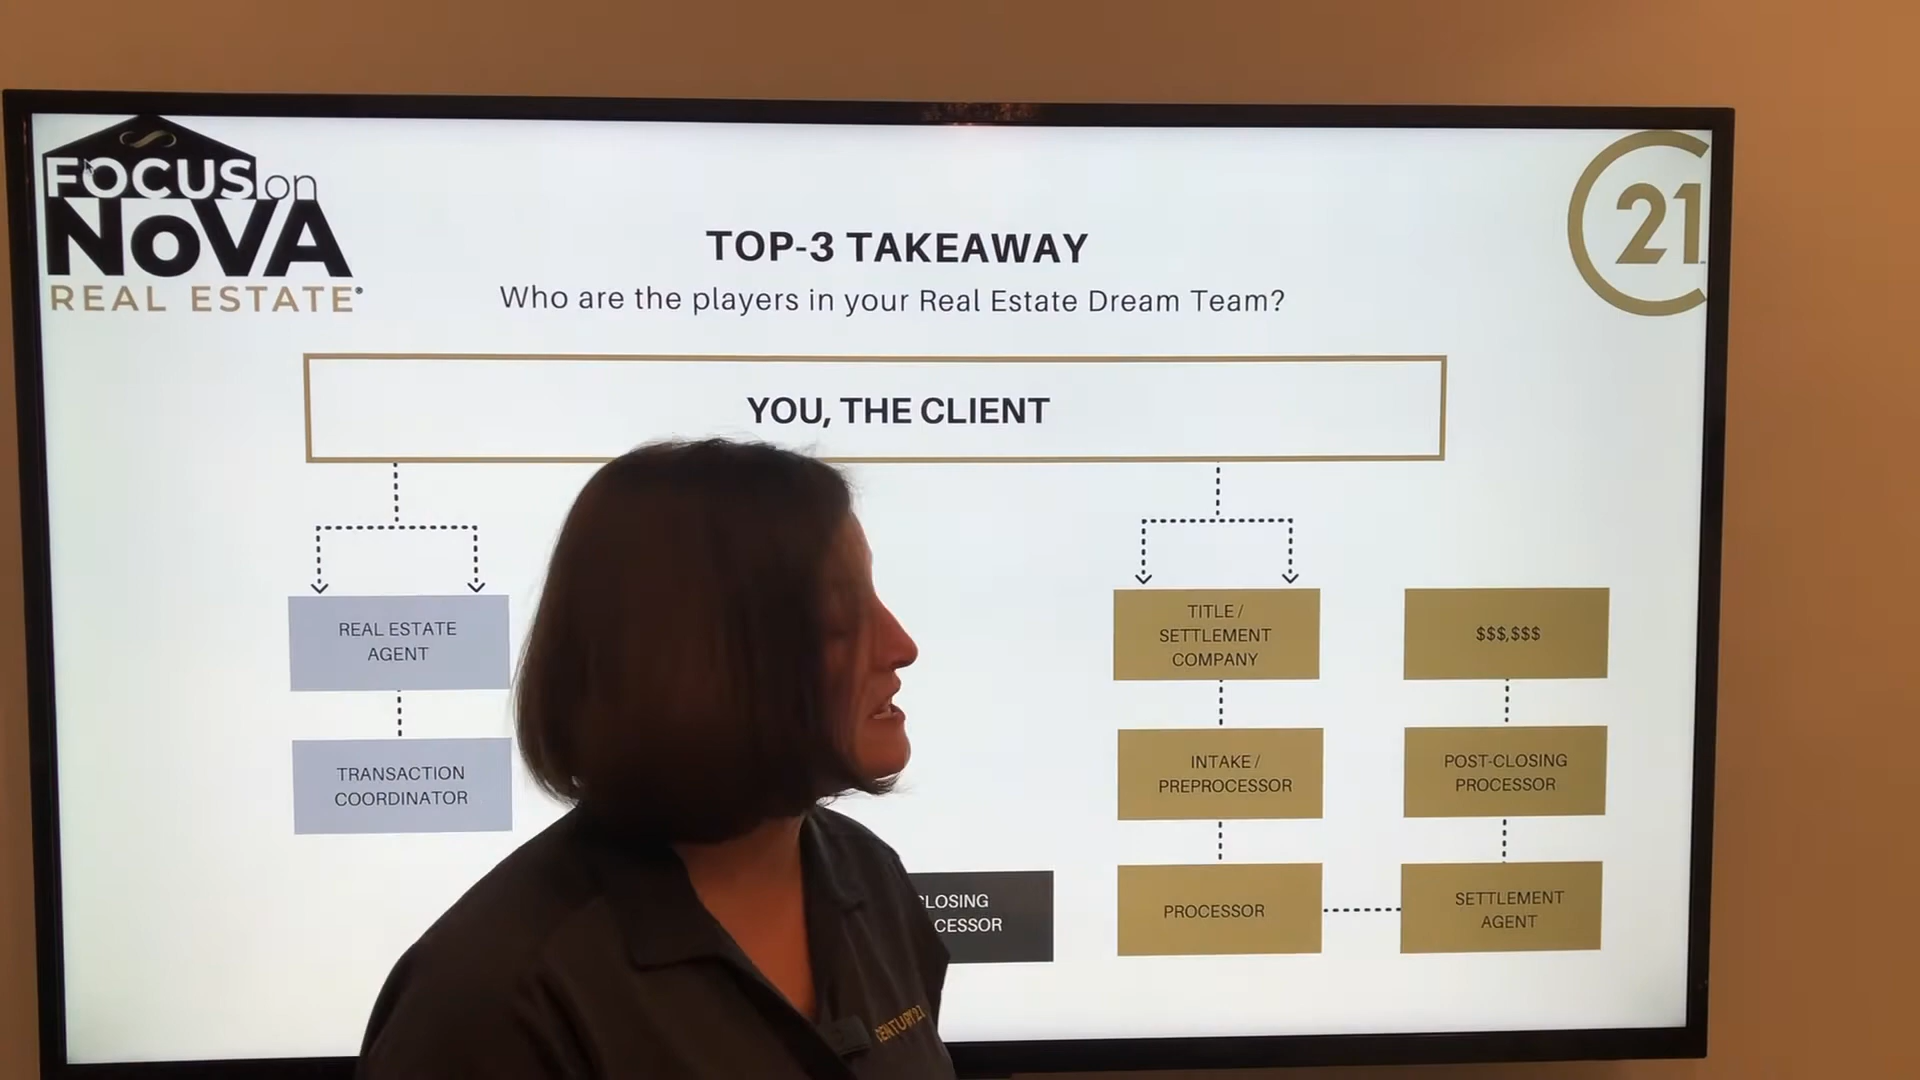 FOCUS on
NoVA
REAL ESTATE®
C21
TOP-3 TAKEAWAY
Who are the players in your Real Estate Dream Team?
YOU, THE CLIENT
REAL ESTATE
AGENT
TRANSACTION
COORDINATOR
TITLE /
SETTLEMENT
COMPANY
INTAKE /
PREPROCESSOR
PROCESSOR
$$$,$$$
POST-CLOSING
PROCESSOR
SETTLEMENT
AGENT
CENTURY 21